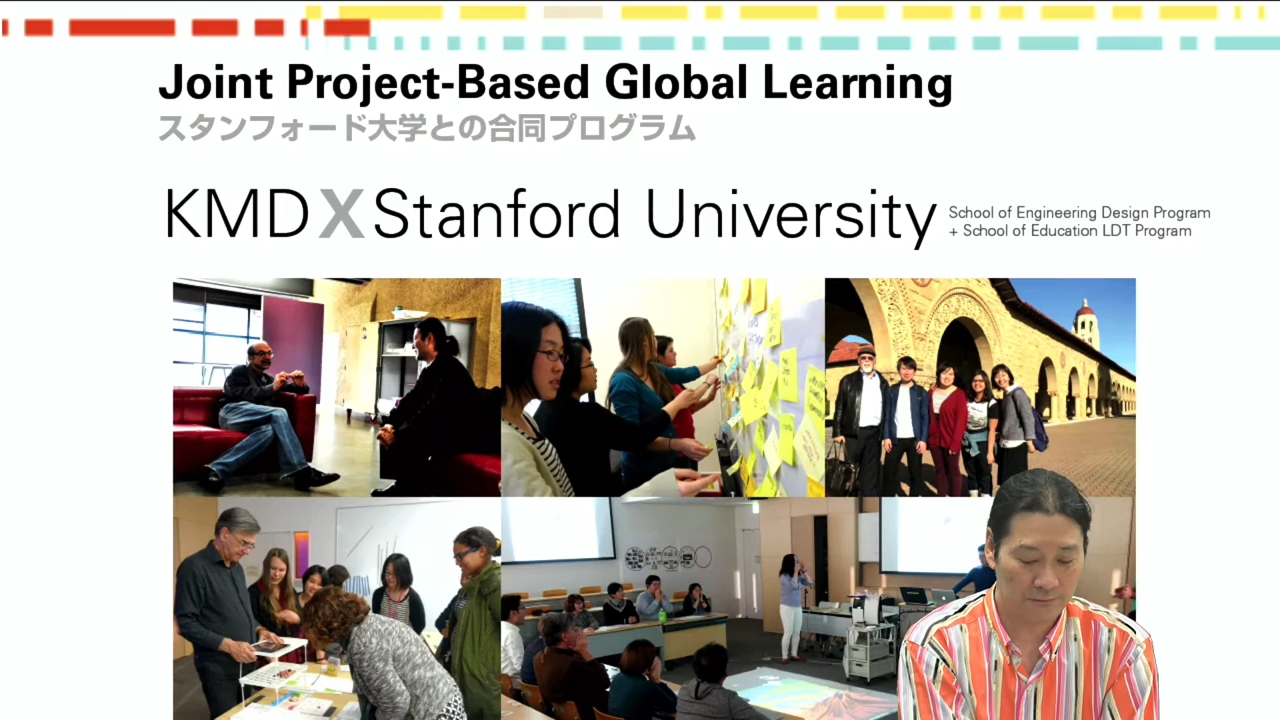 Joint Project-Based Global Learning
スタンフォード大学との合同プログラム
KMD X Stanford University
School of Engineering Design Program
+ School of Education LDT Program